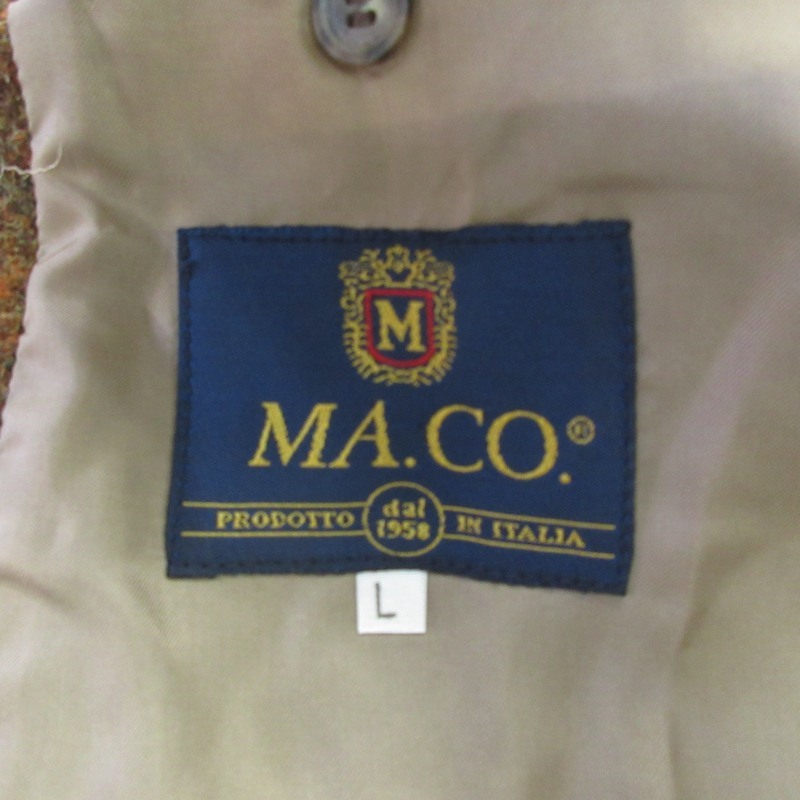 M
MA.CO.®
PRODOTTO dal 1958 IN ITALIA
L